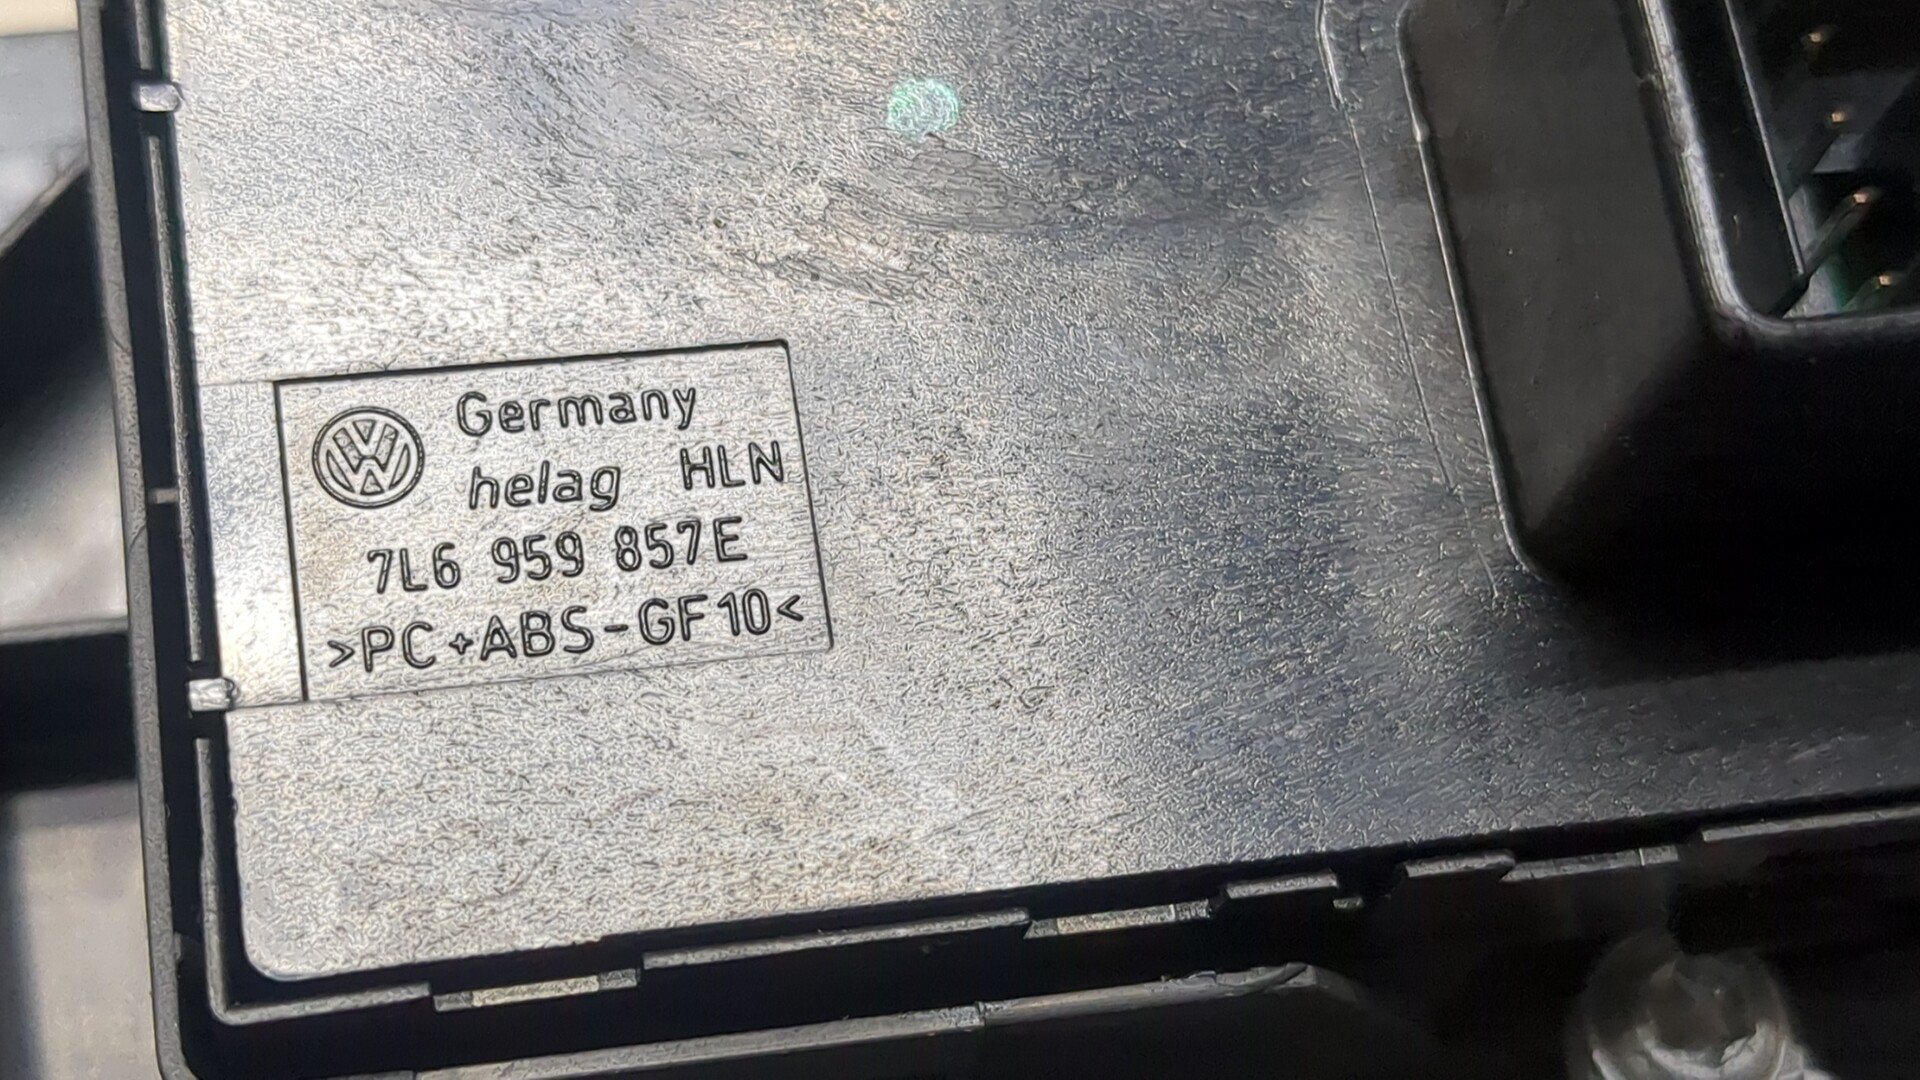 Germany
helag HLN
7L6 959 857E
>PC+ABS-GF10<